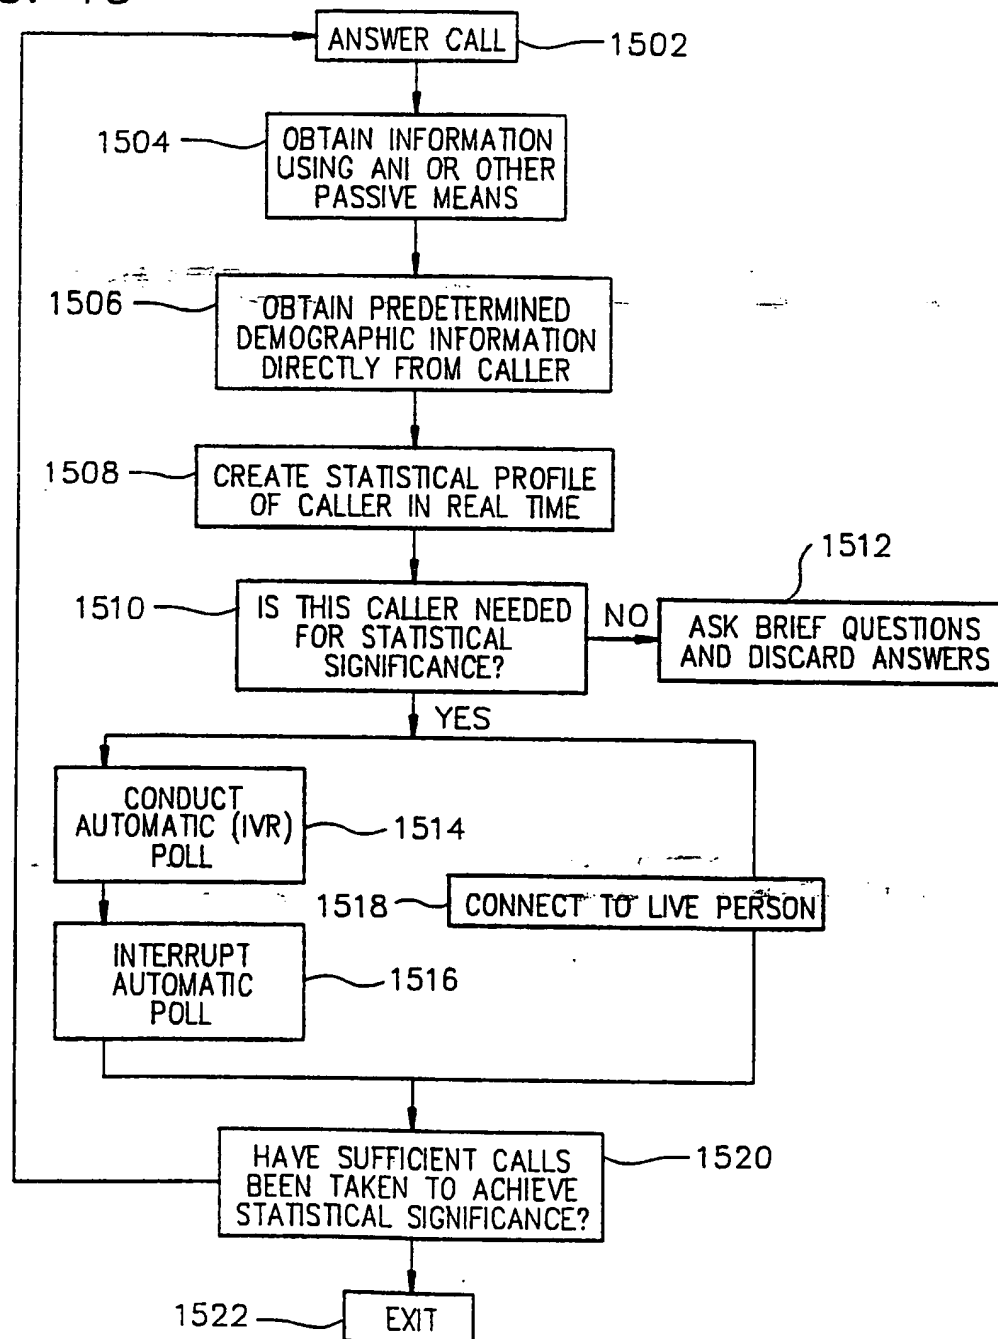 ANSWER CALL
1502
1504
OBTAIN INFORMATION
USING ANI OR OTHER
PASSIVE MEANS
1506
OBTAIN PREDETERMINED
DEMOGRAPHIC INFORMATION
DIRECTLY FROM CALLER
1508
CREATE STATISTICAL PROFILE
OF CALLER IN REAL TIME
1510
IS THIS CALLER NEEDED
FOR STATISTICAL
SIGNIFICANCE?
NO
1512
ASK BRIEF QUESTIONS
AND DISCARD ANSWERS
YES
CONDUCT
AUTOMATIC (IVR)
POLL
1514
1518
CONNECT TO LIVE PERSON
INTERRUPT
AUTOMATIC
POLL
1516
HAVE SUFFICIENT CALLS
BEEN TAKEN TO ACHIEVE
STATISTICAL SIGNIFICANCE?
1520
1522
EXIT